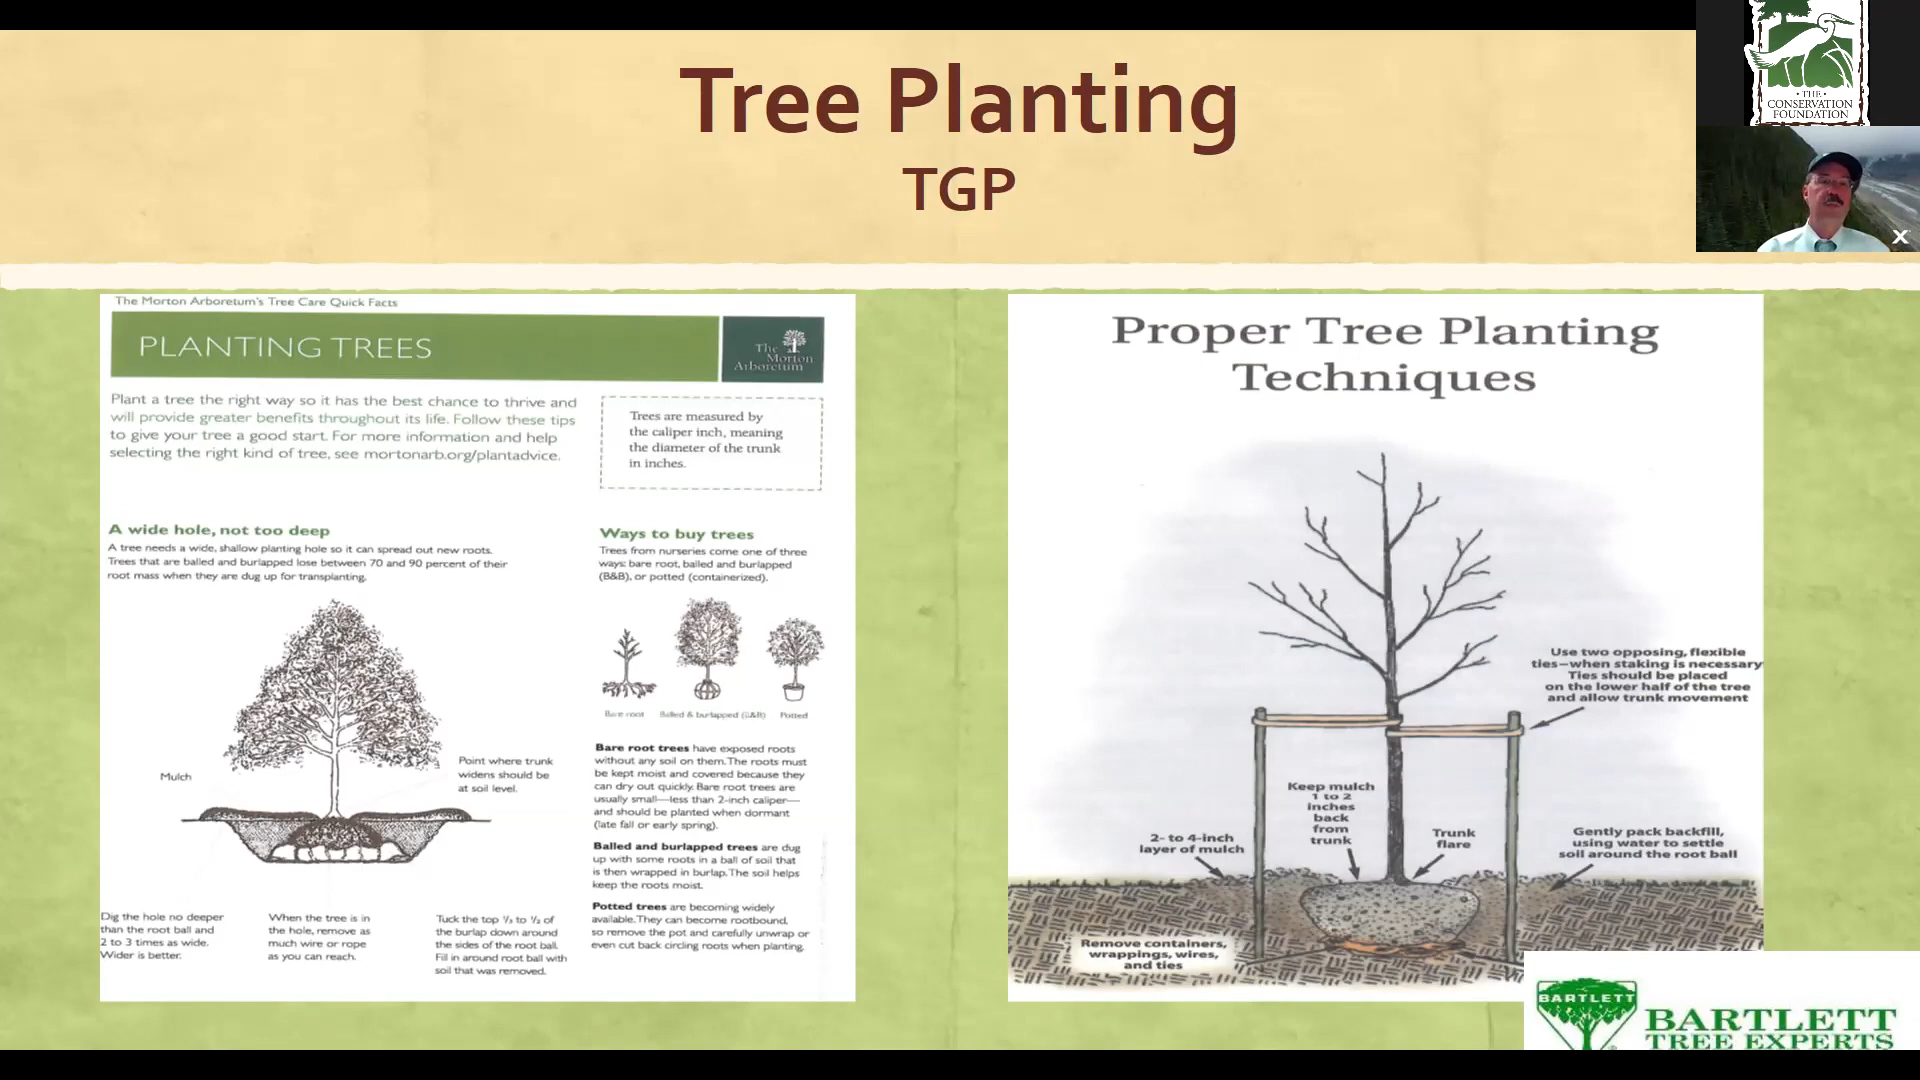 Tree Planting
TGP
• THE •
CONSERVATION
FOUNDATION
X
The Morton Arboretum's Tree Care Quick Facts
PLANTING TREES
The
Morton
Arboretum
Plant a tree the right way so it has the best chance to thrive and
will provide greater benefits throughout its life. Follow these tips
to give your tree a good start. For more information and help
selecting the right kind of tree, see mortonarb.org/plantadvice.
Trees are measured by
the caliper inch, meaning
the diameter of the trunk
in inches.
A wide hole, not too deep
A tree needs a wide, shallow planting hole so it can spread out new roots.
Trees that are balled and burlapped lose between 70 and 90 percent of their
root mass when they are dug up for transplanting.
Mulch
Point where trunk
widens should be
at soil level.
Dig the hole no deeper
than the root ball and
2 to 3 times as wide.
Wider is better.
When the tree is in
the hole, remove as
much wire or rope
as you can reach.
Tuck the top ⅓ to ½ of
the burlap down around
the sides of the root ball.
Fill in around root ball with
soil that was removed.
Ways to buy trees
Trees from nurseries come one of three
ways: bare root, balled and burlapped
(B&B), or potted (containerized).
Bare root
Balled & burlapped (B&B)
Potted
Bare root trees have exposed roots
without any soil on them. The roots must
be kept moist and covered because they
can dry out quickly. Bare root trees are
usually small—less than 2-inch caliper—
and should be planted when dormant
(late fall or early spring).
Balled and burlapped trees are dug
up with some roots in a ball of soil that
is then wrapped in burlap. The soil helps
keep the roots moist.
Potted trees are becoming widely
available. They can become rootbound,
so remove the pot and carefully unwrap or
even cut back circling roots when planting.
Proper Tree Planting
Techniques
Use two opposing, flexible
ties—when staking is necessary
Ties should be placed
on the lower half of the tree
and allow trunk movement
Keep mulch
1 to 2
inches
back
from
trunk
2- to 4-inch
layer of mulch
Trunk
flare
Gently pack backfill,
using water to settle
soil around the root ball
Remove containers,
wrappings, wires,
and ties
BARTLETT
BARTLETT
TREE EXPERTS